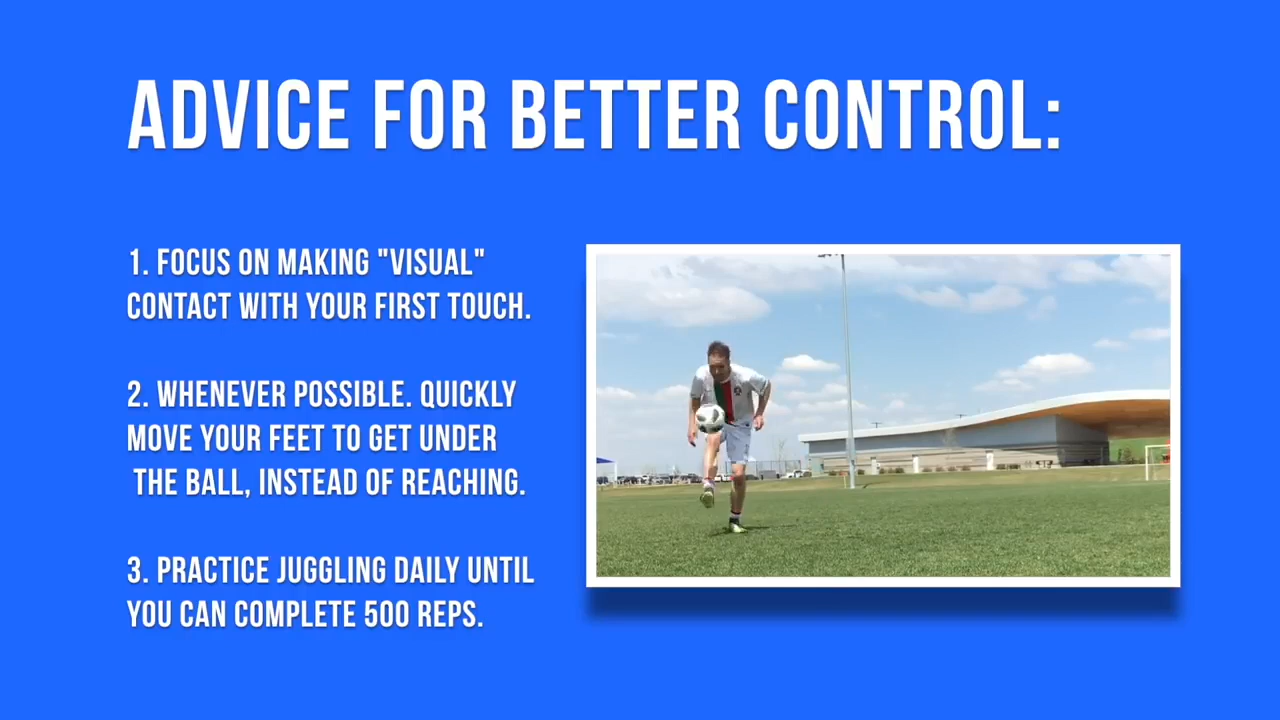 ADVICE FOR BETTER CONTROL:
1. FOCUS ON MAKING "VISUAL"
CONTACT WITH YOUR FIRST TOUCH.
2. WHENEVER POSSIBLE. QUICKLY
MOVE YOUR FEET TO GET UNDER
THE BALL, INSTEAD OF REACHING.
3. PRACTICE JUGGLING DAILY UNTIL
YOU CAN COMPLETE 500 REPS.